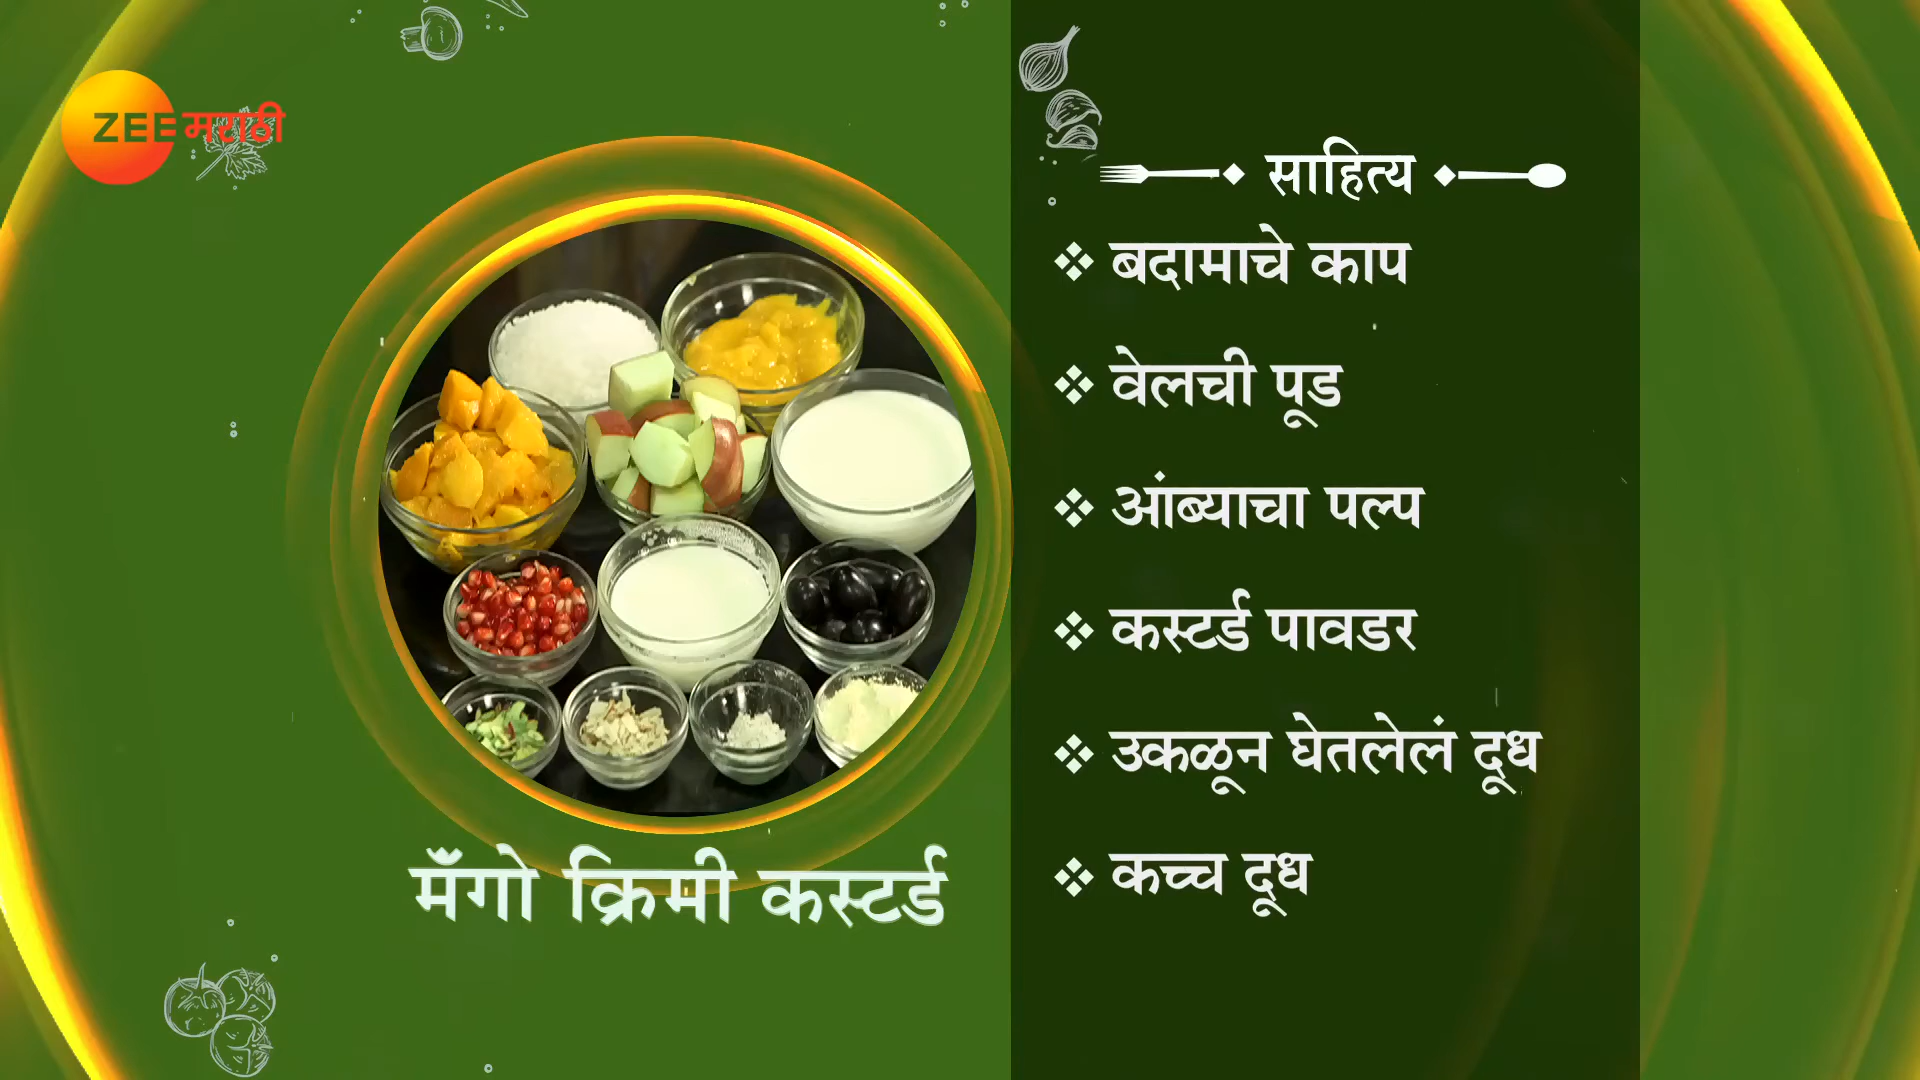 ZEE मराठी
साहित्य
बदामाचे काप
वेलची पूड
आंब्याचा पल्प
कस्टर्ड पावडर
उकळून घेतलेलं दूध
कच्च दूध
मँगो क्रिमी कस्टर्ड